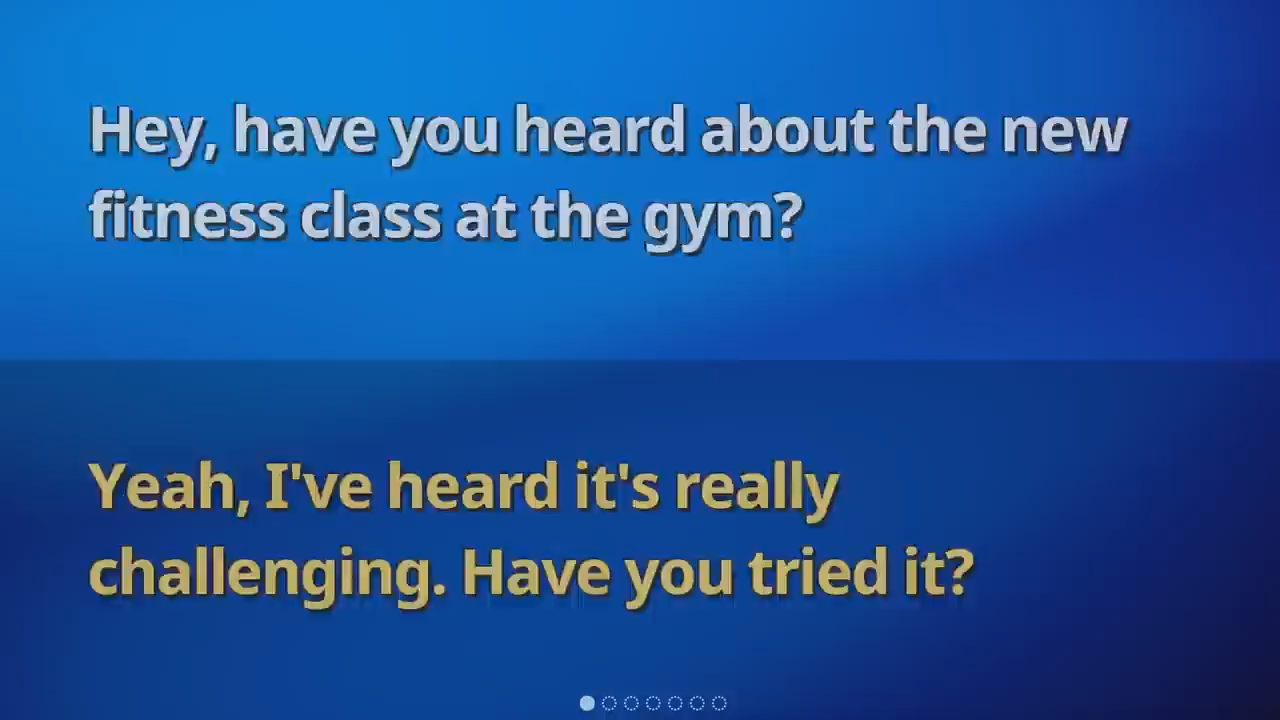 Hey, have you heard about the new
fitness class at the gym?
Yeah, I've heard it's really
challenging. Have you tried it?